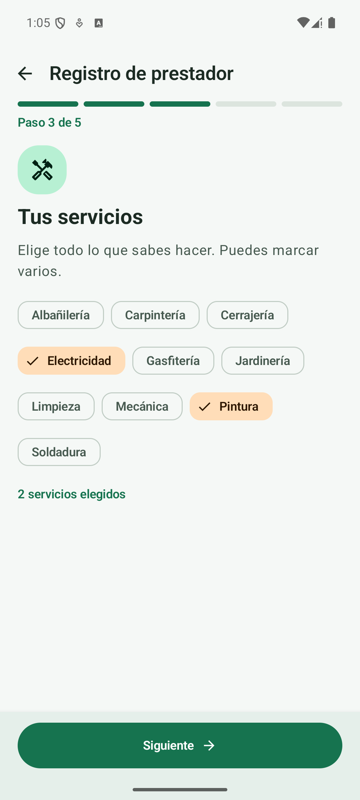 1:05
Registro de prestador
Paso 3 de 5
Tus servicios
Elige todo lo que sabes hacer. Puedes marcar
varios.
Albañilería Carpintería Cerrajería
Electricidad Gasfitería Jardinería
Limpieza Mecánica Pintura
Soldadura
2 servicios elegidos
Siguiente